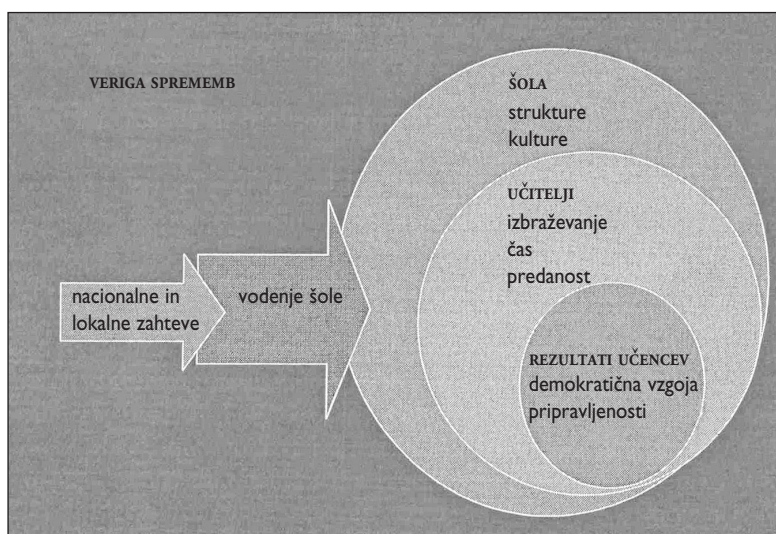 VERIGA SPREMEMB
ŠOLA
strukture
kulture
UČITELJI
izbraževanje
čas
predanost
nacionalne in
lokalne zahteve
vodenje šole
REZULTATI UČENCEV
demokratična vzgoja
pripravljenosti